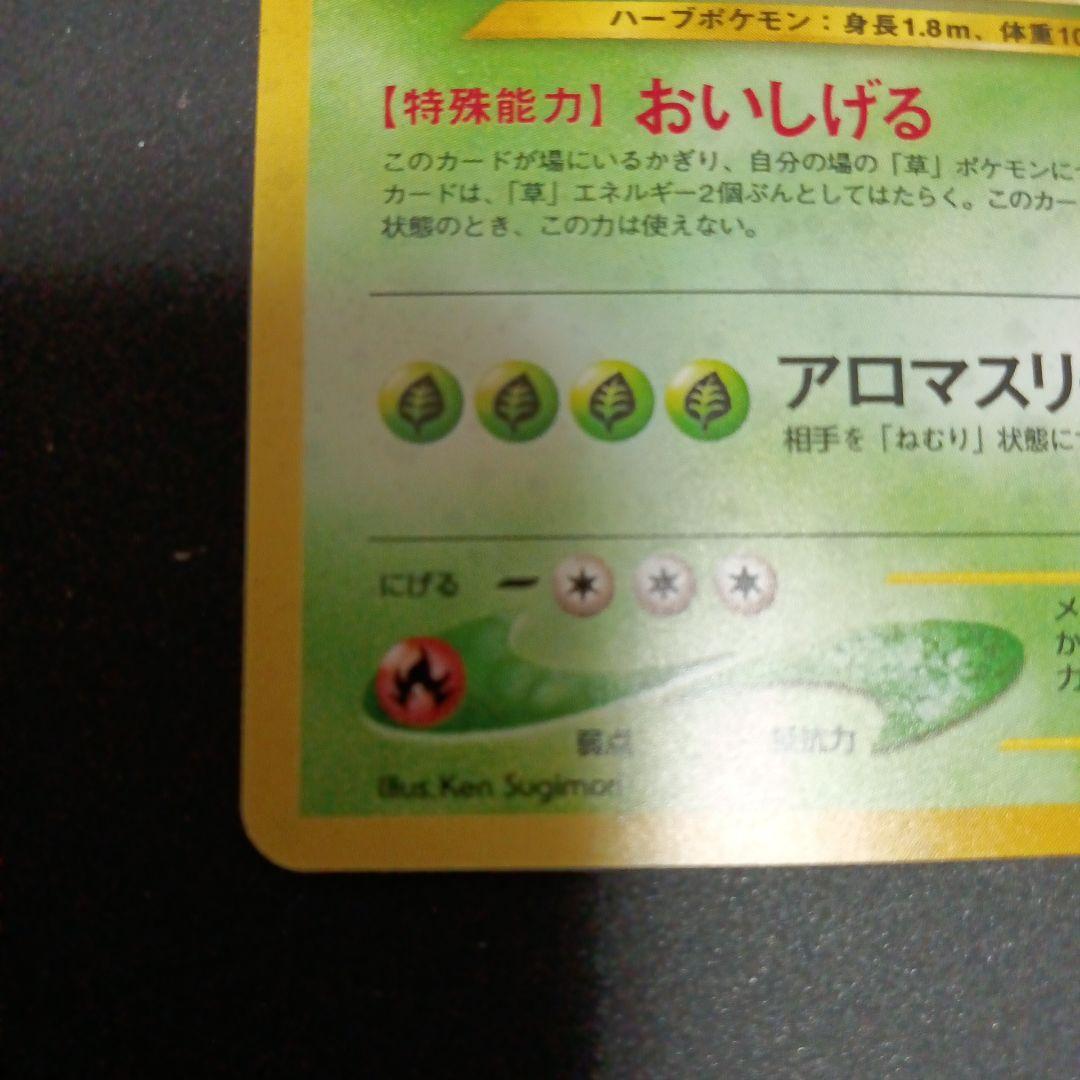 ハーブポケモン：身長1.8m、体重10
【特殊能力】おいしげる
このカードが場にいるかぎり、自分の場の「草」ポケモンに
カードは、「草」エネルギー2個ぶんとしてはたらく。このカー
状態のとき、この力は使えない。
アロマスリ
相手を「ねむり」状態に
にげる
メ
か
力
弱点 抵抗力
Illus. Ken Sugimori